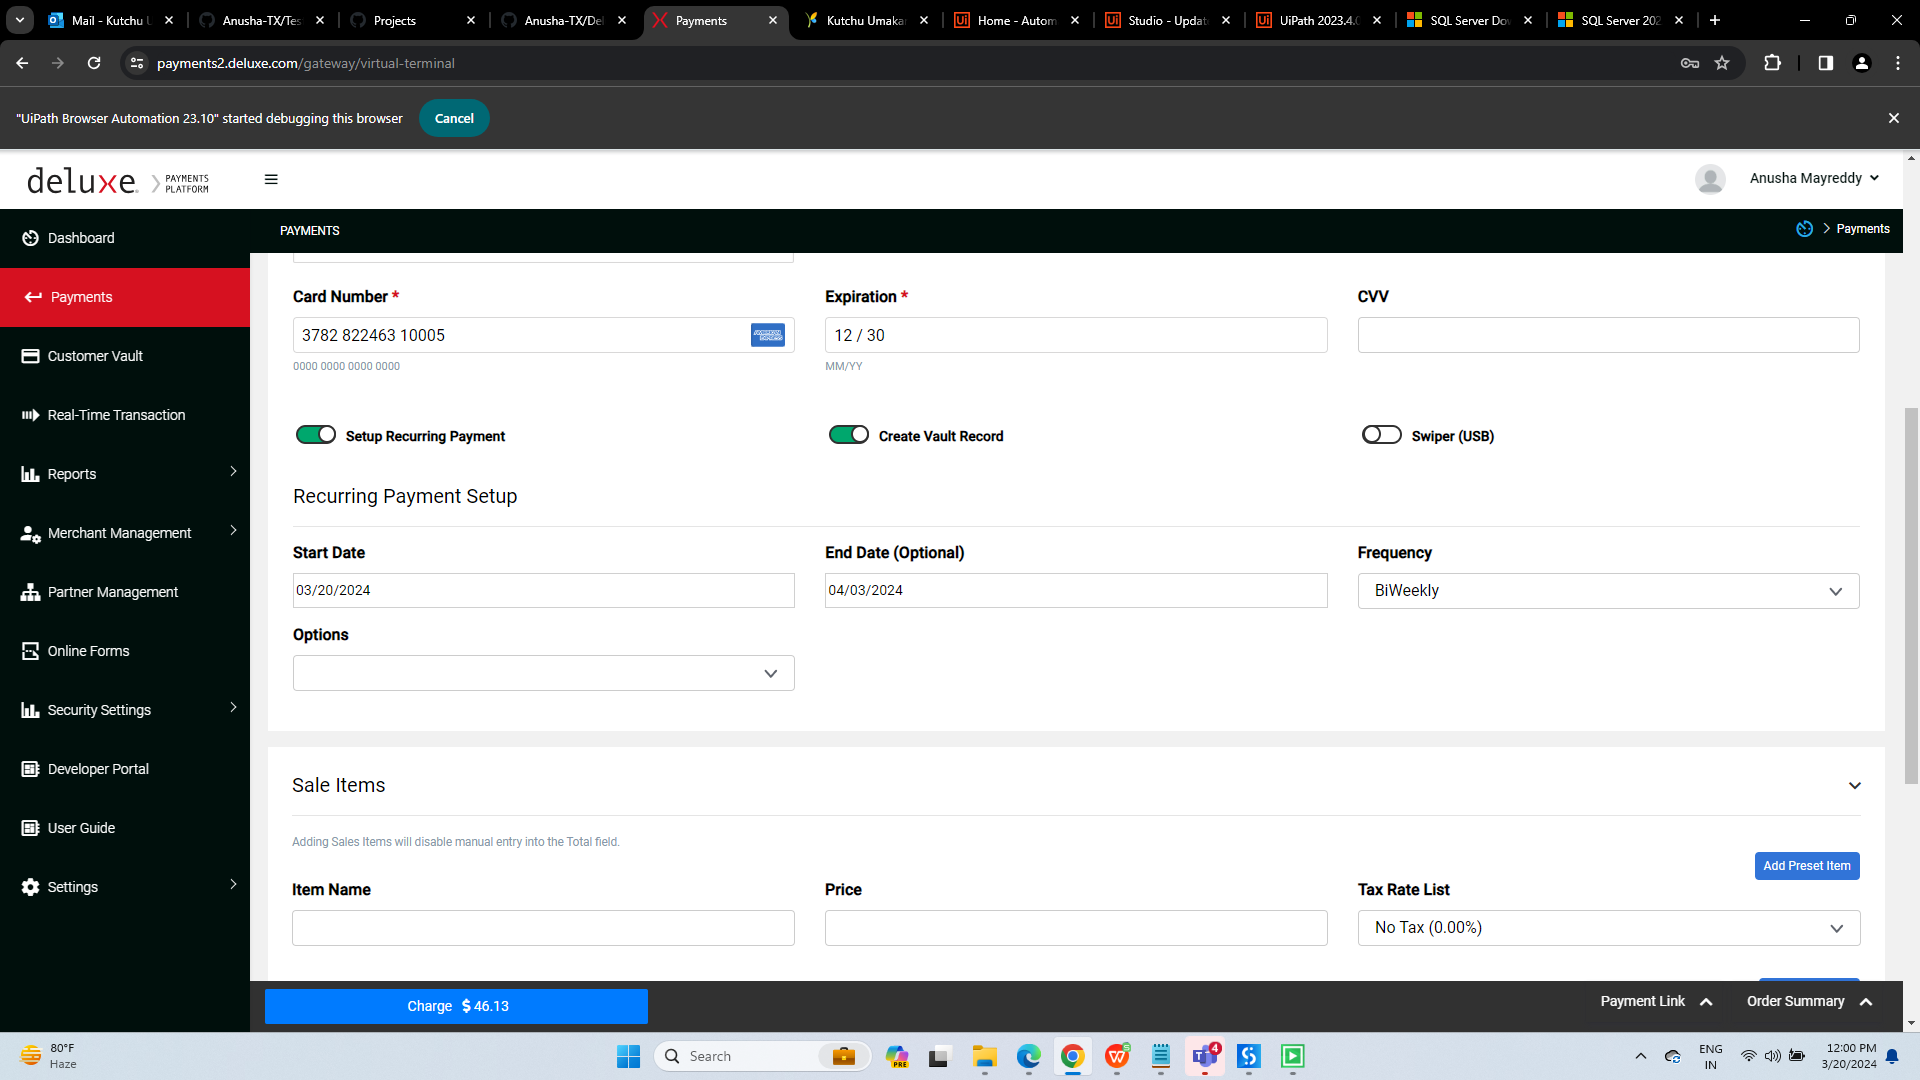 Mail - Kutchu U
Anusha-TX/Tes
Projects
Anusha-TX/Del
Payments
Kutchu Umakan
Home - Autom
Studio - Updat
UiPath 2023.4.0
SQL Server Do
SQL Server 202
payments2.deluxe.com/gateway/virtual-terminal
"UiPath Browser Automation 23.10" started debugging this browser
Cancel
deluxe. PAYMENTS PLATFORM
Anusha Mayreddy
Dashboard
PAYMENTS
Payments
Payments
Customer Vault
Real-Time Transaction
Reports
Merchant Management
Partner Management
Online Forms
Security Settings
Developer Portal
User Guide
Settings
Card Number *
Expiration *
CVV
3782 822463 10005
AMERICAN EXPRESS
12 / 30
0000 0000 0000 0000
MM/YY
Setup Recurring Payment
Create Vault Record
Swiper (USB)
Recurring Payment Setup
Start Date
End Date (Optional)
Frequency
03/20/2024
04/03/2024
BiWeekly
Options
Sale Items
Adding Sales Items will disable manual entry into the Total field.
Add Preset Item
Item Name
Price
Tax Rate List
No Tax (0.00%)
Charge $ 46.13
Payment Link
Order Summary
80°F
Haze
Search
PRE
4
ENG
IN
12:00 PM
3/20/2024